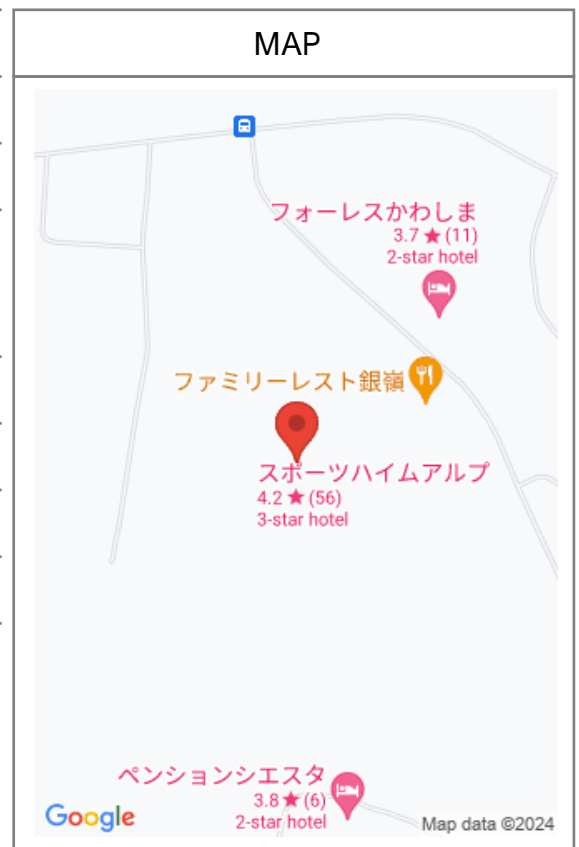 MAP
フォーレスかわしま
3.7 ★ (11)
2-star hotel
ファミリーレスト銀嶺
スポーツハイムアルプ
4.2 ★ (56)
3-star hotel
ペンションシエスタ
3.8 ★ (6)
2-star hotel
Google
Map data ©2024